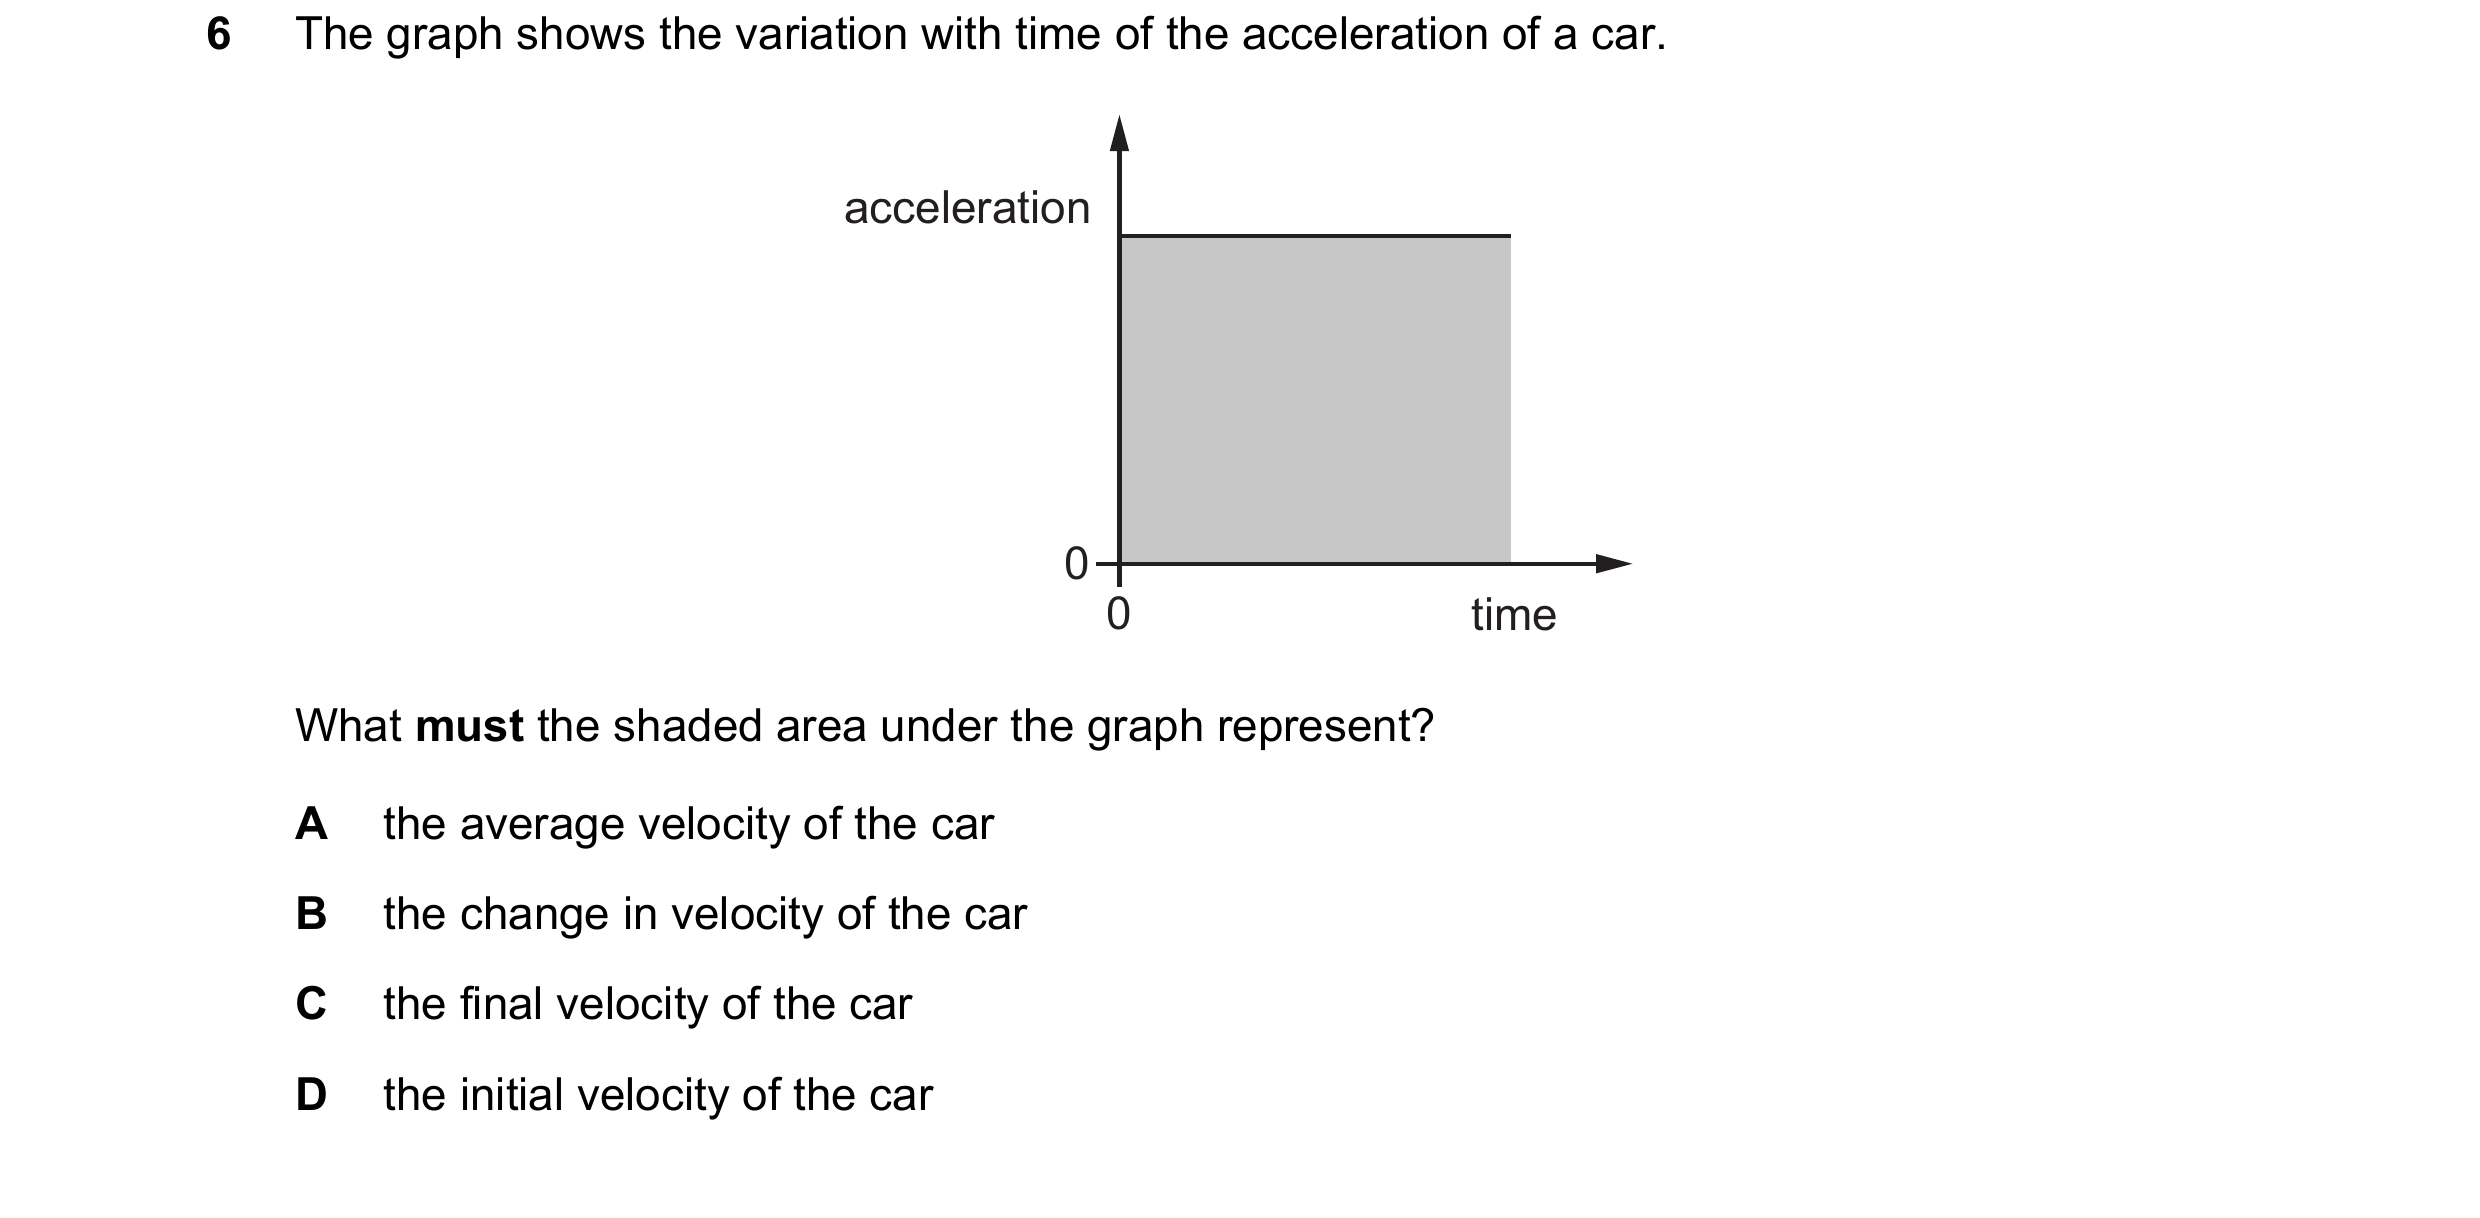 6 The graph shows the variation with time of the acceleration of a car.
acceleration
0
0
time
What must the shaded area under the graph represent?
A the average velocity of the car
B the change in velocity of the car
C the final velocity of the car
D the initial velocity of the car